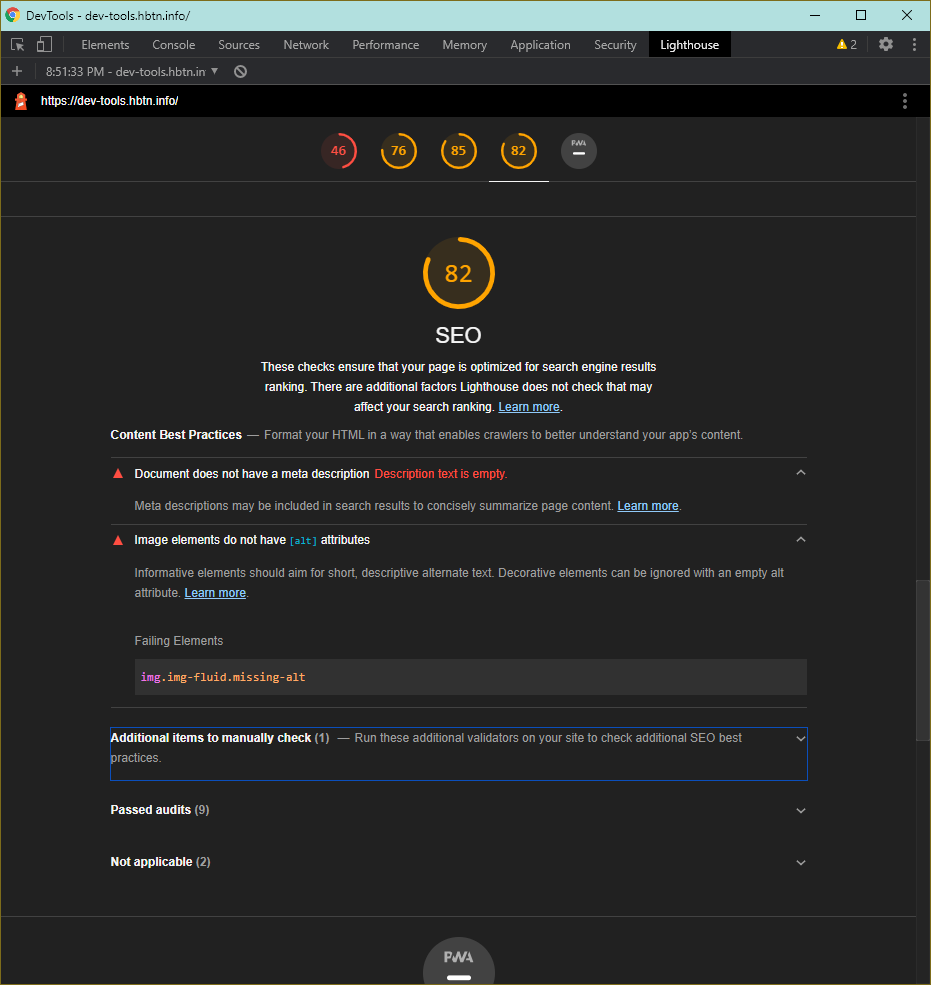 DevTools - dev-tools.hbtn.info/
Elements Console Sources Network Performance Memory Application Security Lighthouse 2
8:51:33 PM - dev-tools.hbtn.in
https://dev-tools.hbtn.info/
46 76 85 82 PWA
82
SEO
These checks ensure that your page is optimized for search engine results
ranking. There are additional factors Lighthouse does not check that may
affect your search ranking. Learn more.
Content Best Practices — Format your HTML in a way that enables crawlers to better understand your app's content.
Document does not have a meta description Description text is empty.
Meta descriptions may be included in search results to concisely summarize page content. Learn more.
Image elements do not have [alt] attributes
Informative elements should aim for short, descriptive alternate text. Decorative elements can be ignored with an empty alt
attribute. Learn more.
Failing Elements
img.img-fluid.missing-alt
Additional items to manually check (1) — Run these additional validators on your site to check additional SEO best
practices.
Passed audits (9)
Not applicable (2)
PWA